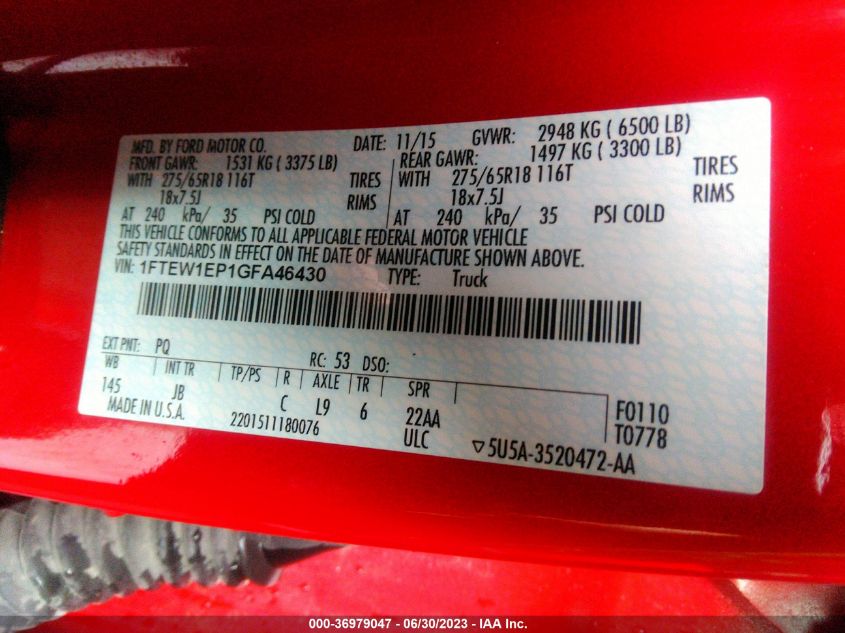 MFD. BY FORD MOTOR CO. DATE: 11/15 GVWR: 2948 KG ( 6500 LB)
FRONT GAWR: 1531 KG ( 3375 LB) REAR GAWR: 1497 KG ( 3300 LB)
WITH 275/65R18 116T TIRES WITH 275/65R18 116T TIRES
18x7.5J RIMS 18x7.5J RIMS
AT 240 kPa/ 35 PSI COLD AT 240 kPa/ 35 PSI COLD
THIS VEHICLE CONFORMS TO ALL APPLICABLE FEDERAL MOTOR VEHICLE
SAFETY STANDARDS IN EFFECT ON THE DATE OF MANUFACTURE SHOWN ABOVE.
VIN: 1FTEW1EP1GFA46430 TYPE: Truck
EXT PNT: PQ RC: 53 DSO:
WB INT TR TP/PS R AXLE TR SPR
145 JB C L9 6 22AA F0110
MADE IN U.S.A. 2201511180076 ULC T0778
▽5U5A-3520472-AA
000-36979047 - 06/30/2023 - IAA Inc.